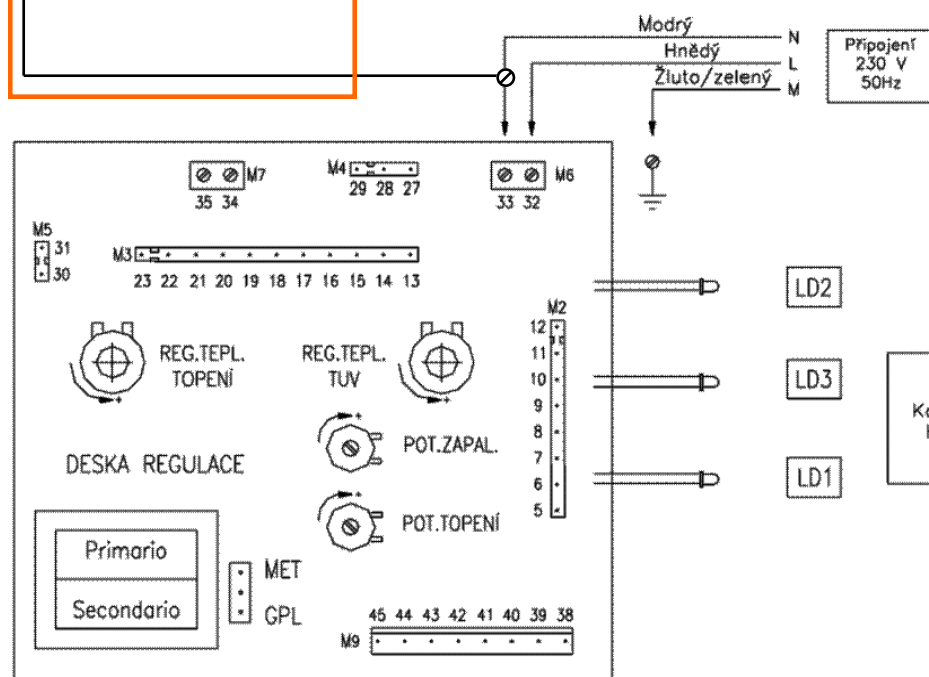 Modrý
N
Hnědý
L
Žluto/zelený
M
Připojení
230 V
50Hz
M7
35 34
M4
29 28 27
M6
33 32
M5
31
30
M3
23 22 21 20 19 18 17 16 15 14 13
M2
12
11
10
9
8
7
6
5
LD2
LD3
LD1
REG.TEPL.
TOPENÍ
REG.TEPL.
TUV
POT.ZAPAL.
POT.TOPENÍ
DESKA REGULACE
Primario
Secondario
MET
GPL
45 44 43 42 41 40 39 38
M9